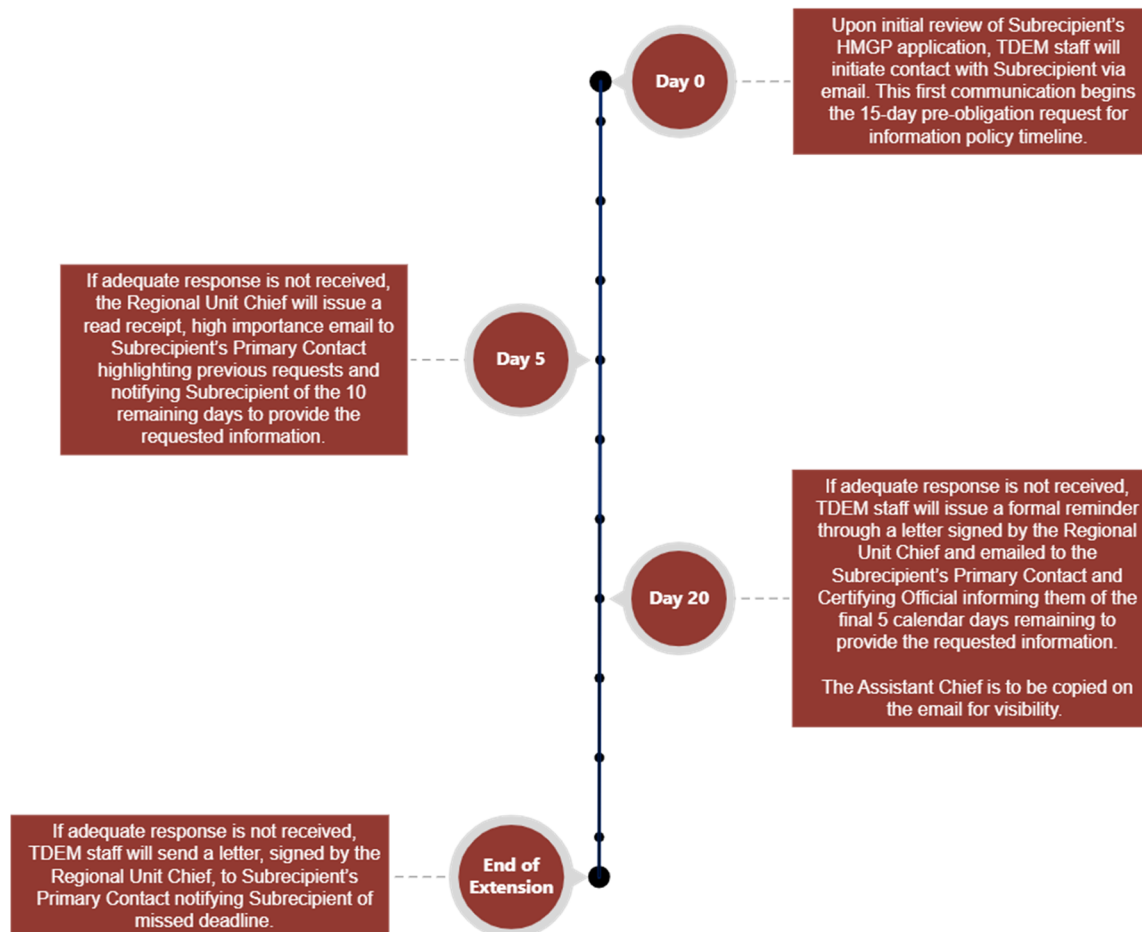 Day 0
Upon initial review of Subrecipient's
HMGP application, TDEM staff will
initiate contact with Subrecipient via
email. This first communication begins
the 15-day pre-obligation request for
information policy timeline.
If adequate response is not received,
the Regional Unit Chief will issue a
read receipt, high importance email to
Subrecipient's Primary Contact
highlighting previous requests and
notifying Subrecipient of the 10
remaining days to provide the
requested information.
Day 5
Day 20
If adequate response is not received,
TDEM staff will issue a formal reminder
through a letter signed by the Regional
Unit Chief and emailed to the
Subrecipient's Primary Contact and
Certifying Official informing them of the
final 5 calendar days remaining to
provide the requested information.
The Assistant Chief is to be copied on
the email for visibility.
If adequate response is not received,
TDEM staff will send a letter, signed by the
Regional Unit Chief, to Subrecipient's
Primary Contact notifying Subrecipient of
missed deadline.
End of
Extension